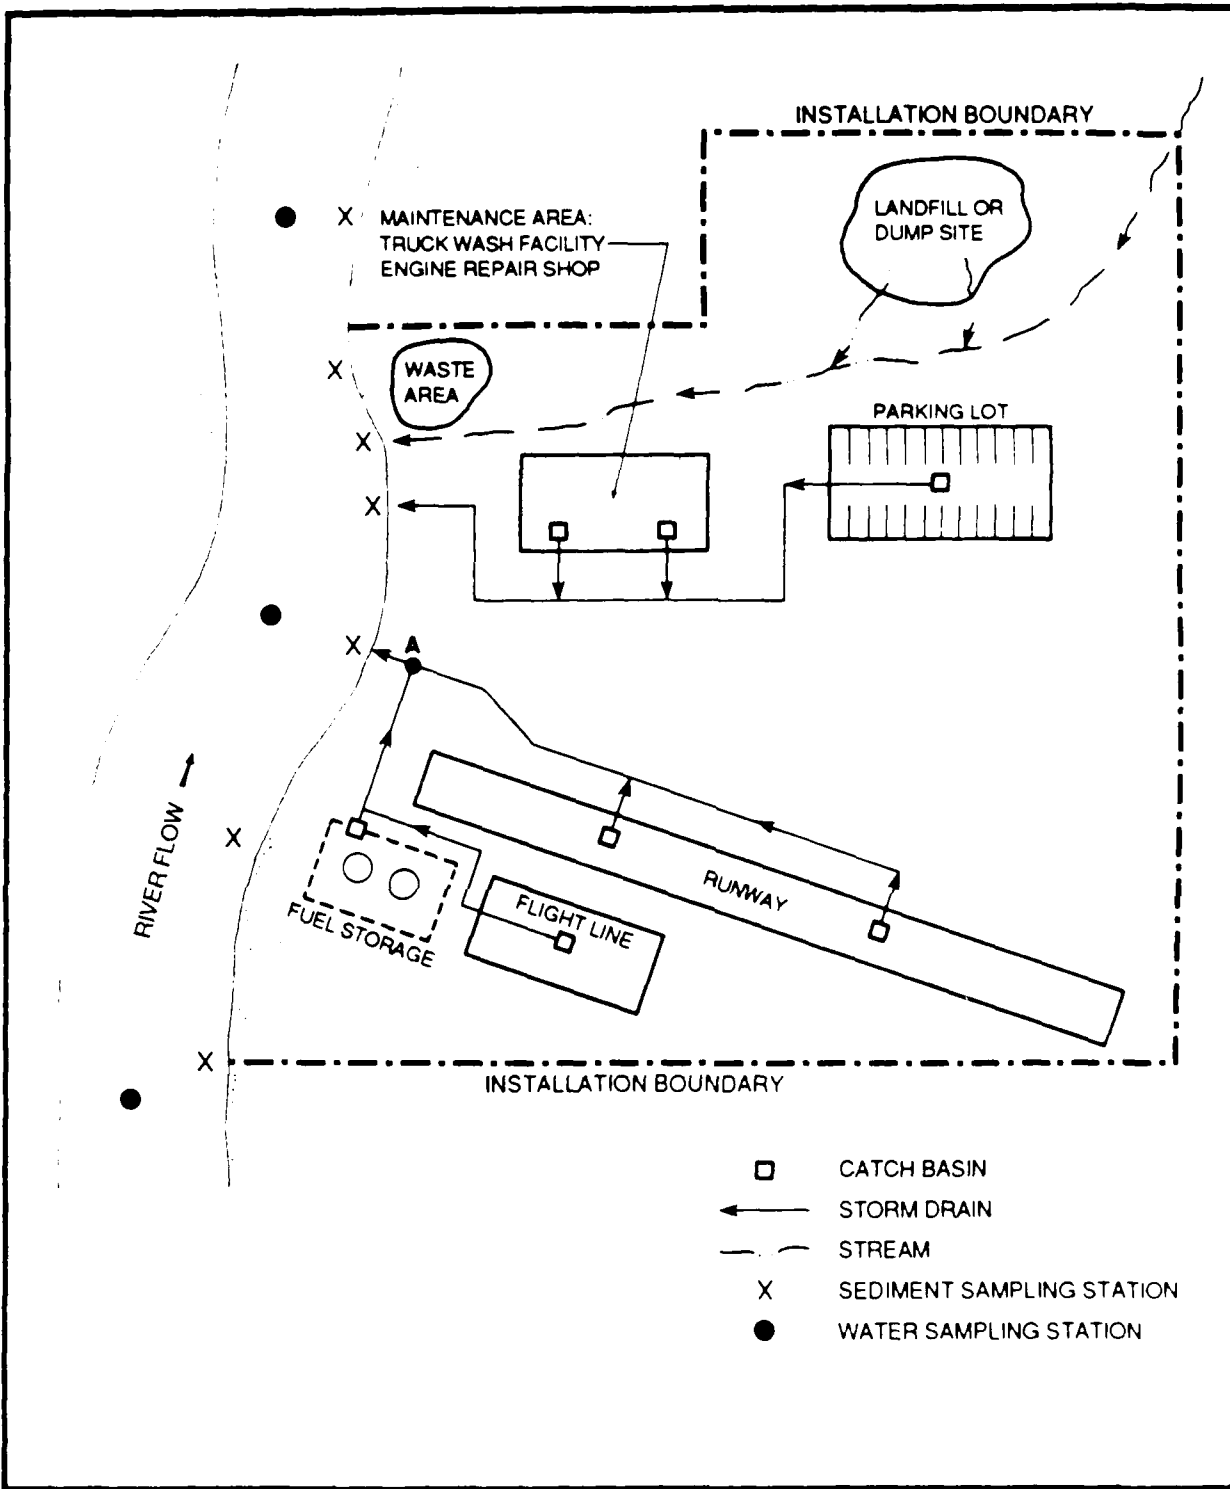 INSTALLATION BOUNDARY
LANDFILL OR
DUMP SITE
X
MAINTENANCE AREA:
TRUCK WASH FACILITY
ENGINE REPAIR SHOP
X
WASTE
AREA
PARKING LOT
X
X
X
A
RIVER FLOW
X
RUNWAY
FLIGHT LINE
FUEL STORAGE
X
INSTALLATION BOUNDARY
CATCH BASIN
STORM DRAIN
STREAM
X SEDIMENT SAMPLING STATION
WATER SAMPLING STATION